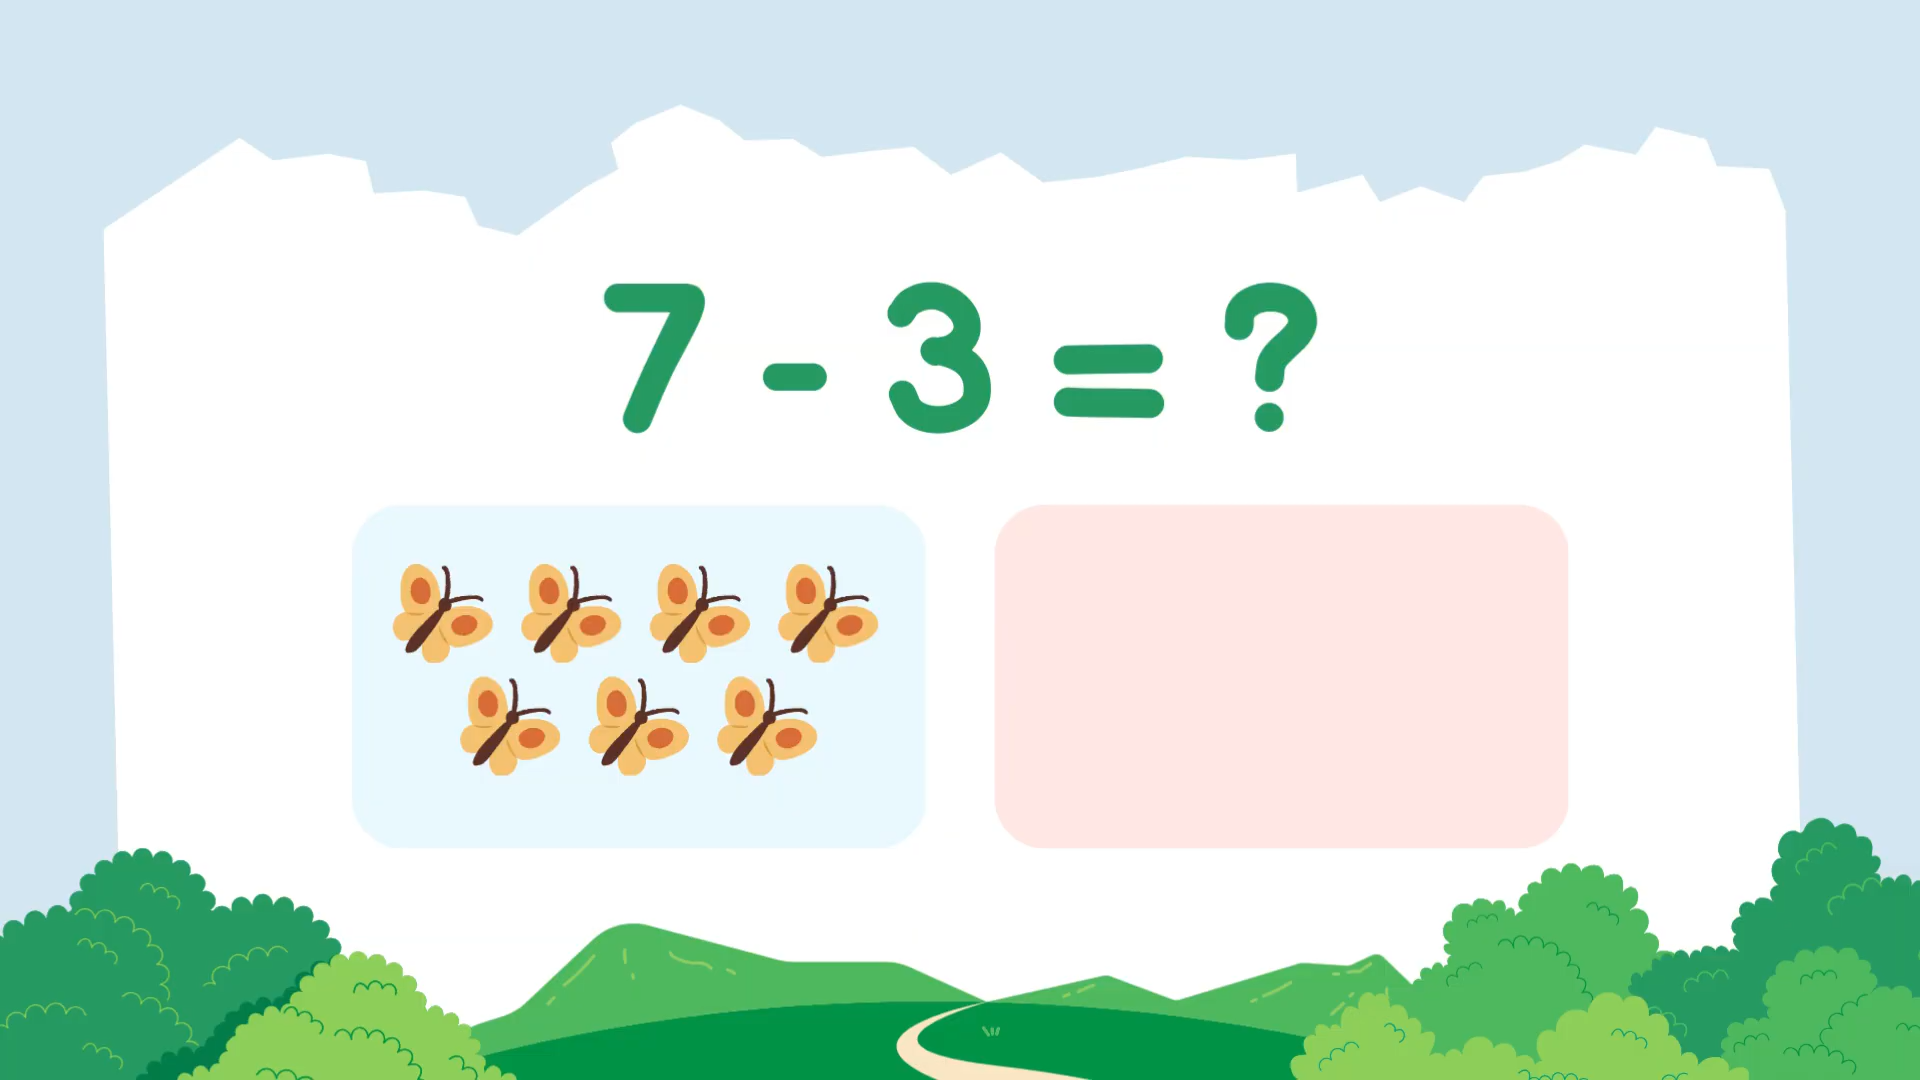 7 - 3 = ?